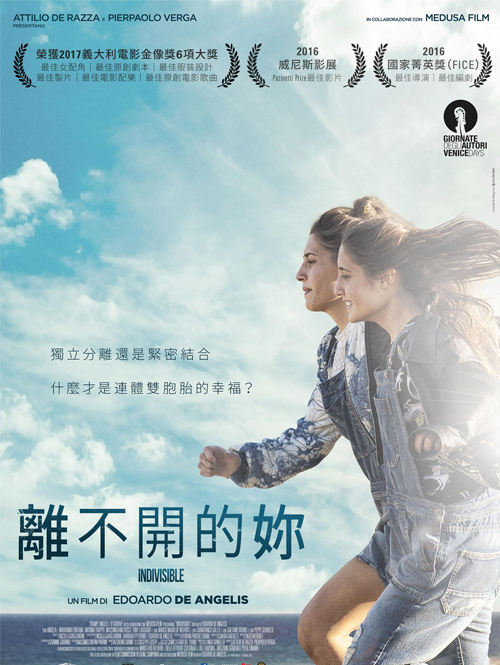 ATTILIO DE RAZZA E PIERPAOLO VERGA
PRESENTANO
IN COLLABORAZIONE CON MEDUSA FILM
榮獲2017義大利電影金像獎6項大獎
最佳女配角｜最佳原創劇本｜最佳服裝設計
最佳製片｜最佳電影配樂｜最佳原創電影歌曲
2016
威尼斯影展
Pasinetti Prize最佳影片
2016
國家菁英獎(FICE)
最佳導演｜最佳編劇
GIORNATE
DEGLIAUTORI
VENICEDAYS
獨立分離還是緊密結合
什麼才是連體雙胞胎的幸福？
離不開的妳
INDIVISIBLE
UN FILM DI EDOARDO DE ANGELIS